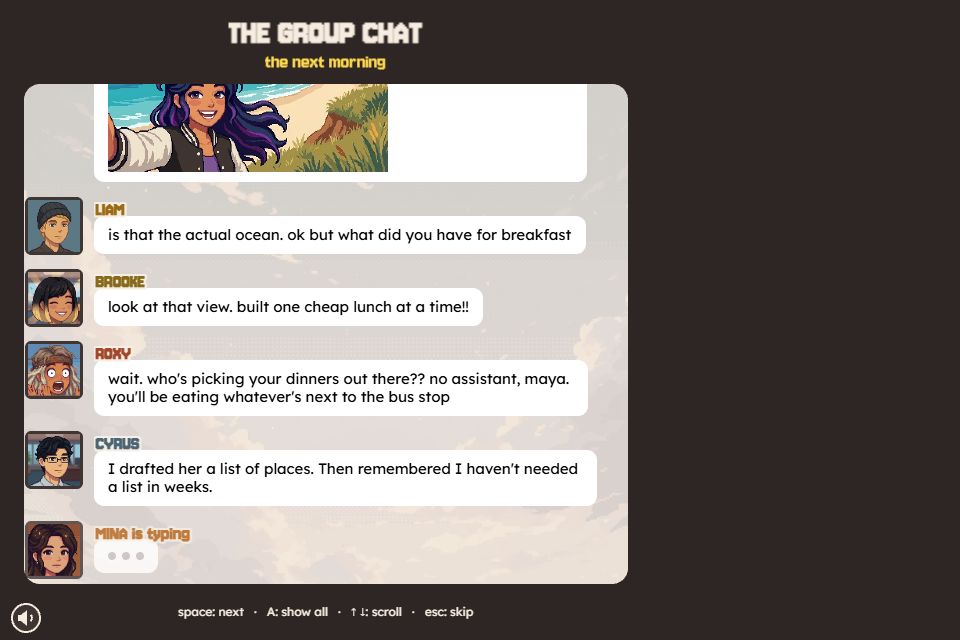 THE GROUP CHAT
the next morning
LIAM
is that the actual ocean. ok but what did you have for breakfast
BROOKE
look at that view. built one cheap lunch at a time!!
ROXY
wait. who's picking your dinners out there?? no assistant, maya.
you'll be eating whatever's next to the bus stop
CYRUS
I drafted her a list of places. Then remembered I haven't needed
a list in weeks.
MINA is typing
space: next · A: show all · ↑↓: scroll · esc: skip